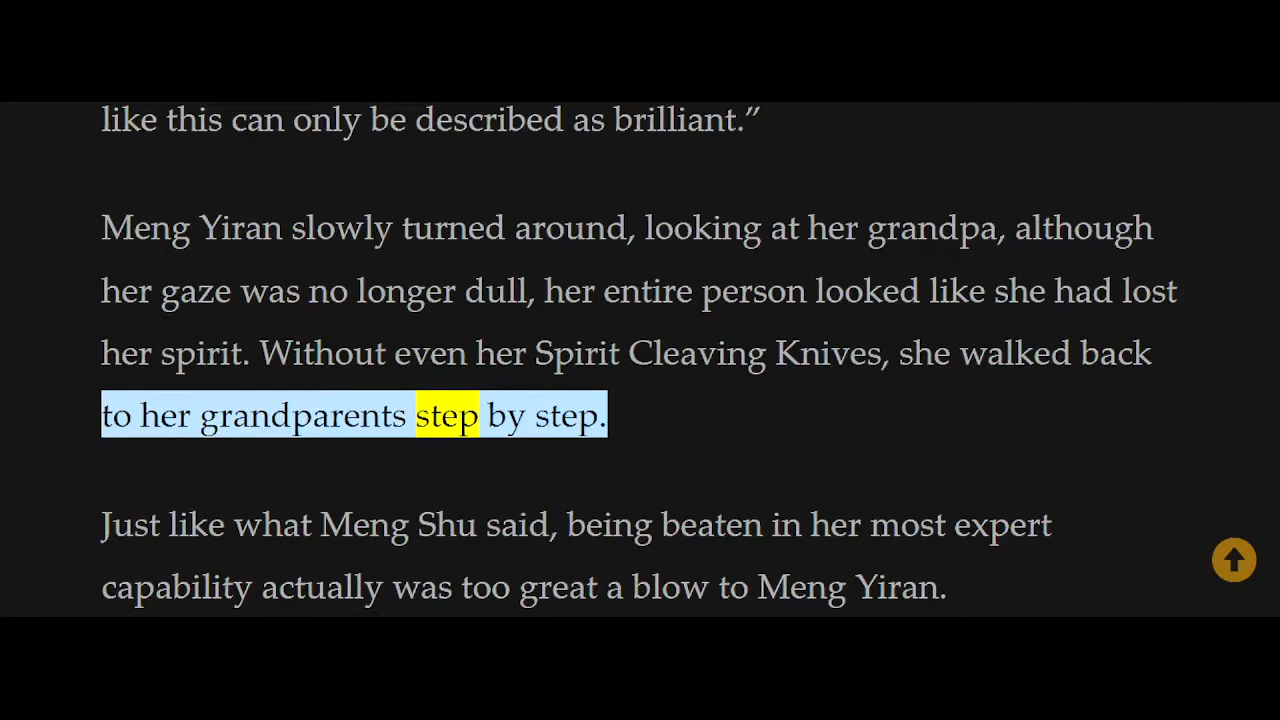 like this can only be described as brilliant.”
Meng Yiran slowly turned around, looking at her grandpa, although
her gaze was no longer dull, her entire person looked like she had lost
her spirit. Without even her Spirit Cleaving Knives, she walked back
to her grandparents step by step.
Just like what Meng Shu said, being beaten in her most expert
capability actually was too great a blow to Meng Yiran.